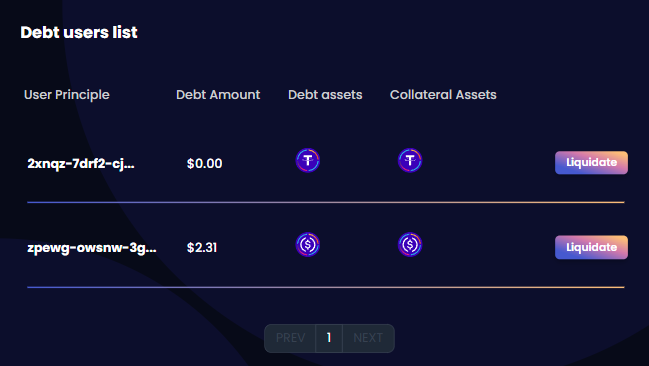 Debt users list
User Principle Debt Amount Debt assets Collateral Assets
2xnqz-7drf2-cj... $0.00 Liquidate
zpewg-owsnw-3g... $2.31 Liquidate
PREV 1 NEXT